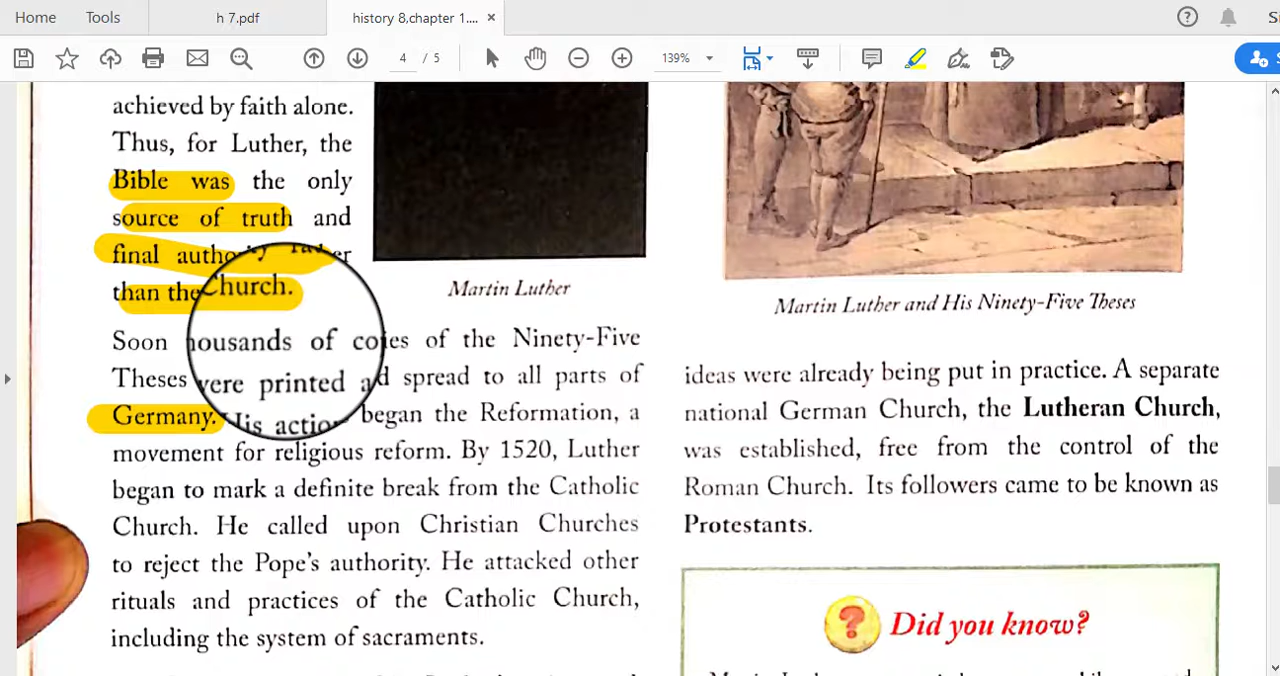 Home
Tools
h 7.pdf
history 8,chapter 1....
4 / 5
139%
achieved by faith alone.
Thus, for Luther, the
Bible was the only
source of truth and
final
than the Church.
Martin Luther
Soon housands of co ies of the Ninety-Five
Theses were printed a d spread to all parts of
Germany. His actio began the Reformation, a
movement for religious reform. By 1520, Luther
began to mark a definite break from the Catholic
Church. He called upon Christian Churches
to reject the Pope's authority. He attacked other
rituals and practices of the Catholic Church,
including the system of sacraments.
Martin Luther and His Ninety-Five Theses
ideas were already being put in practice. A separate
national German Church, the Lutheran Church,
was established, free from the control of the
Roman Church. Its followers came to be known as
Protestants.
Did you know?